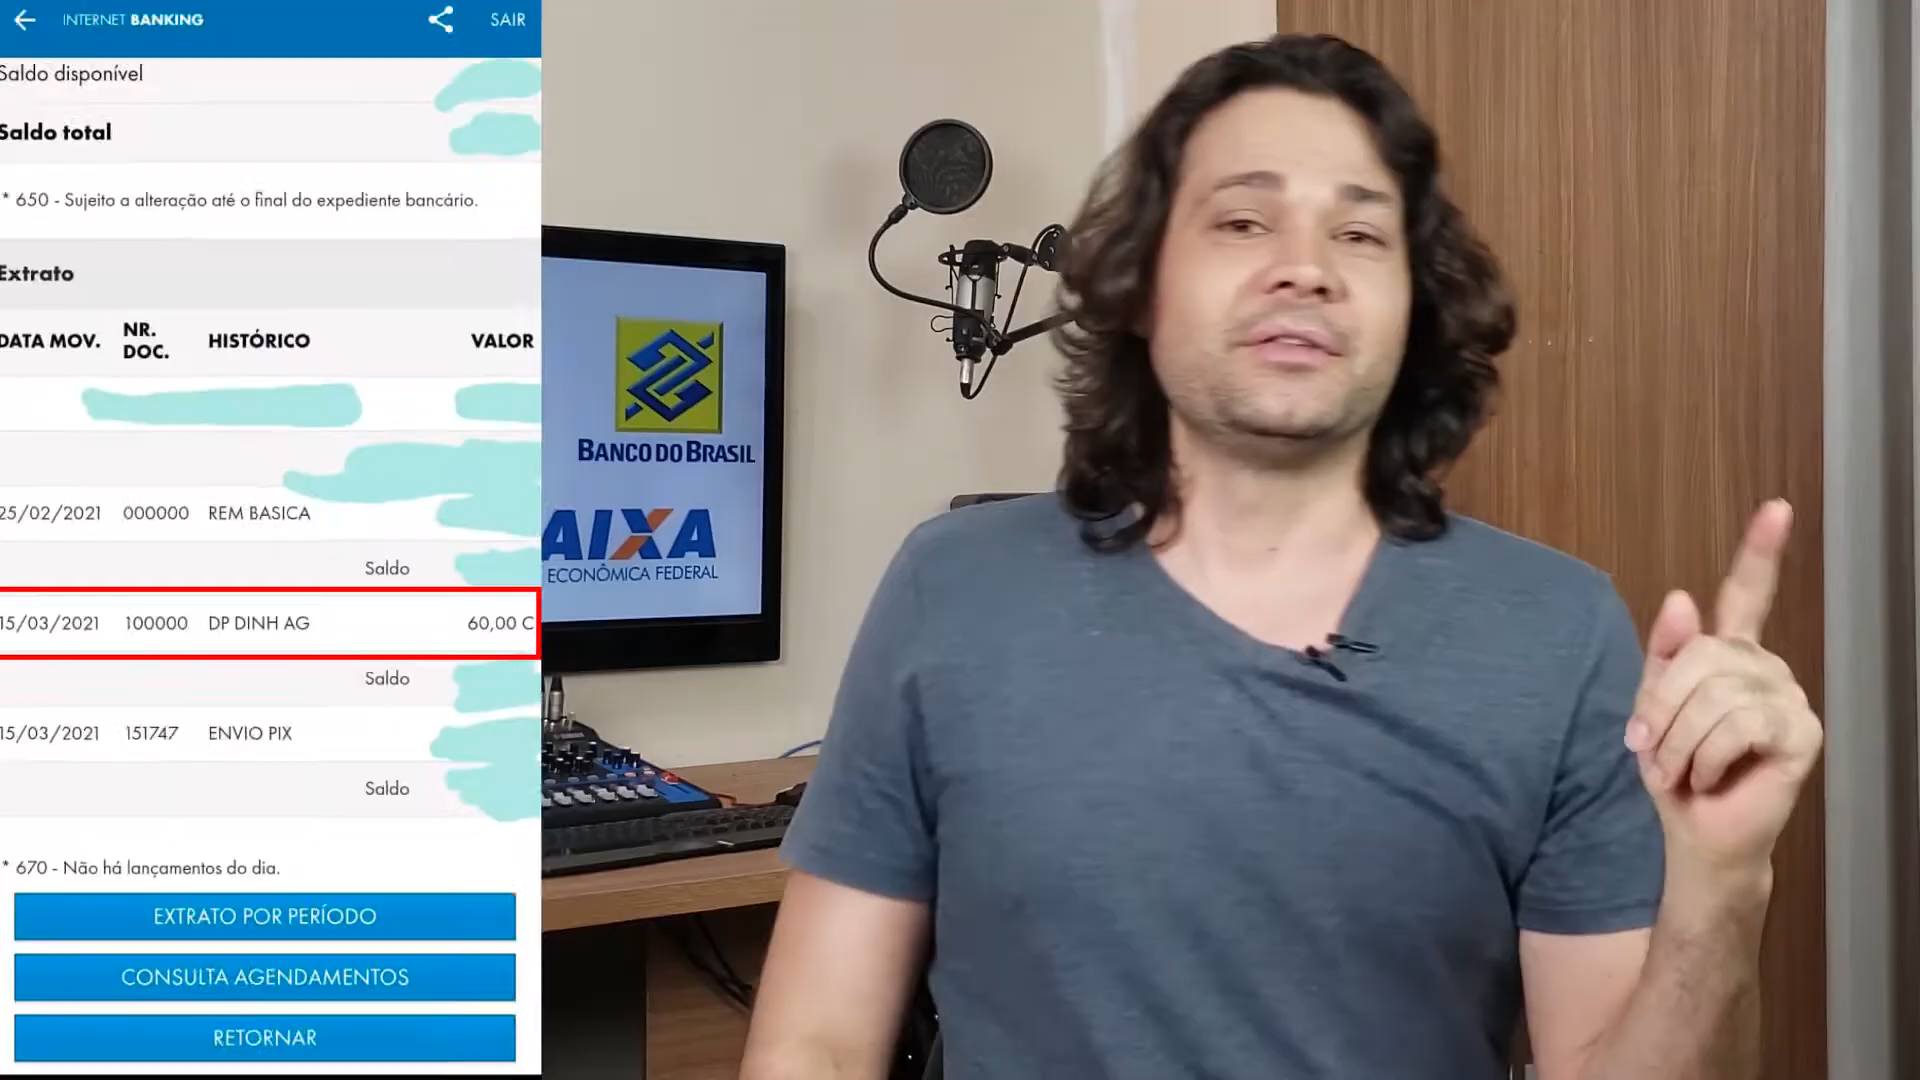 INTERNET BANKING
SAIR
Saldo disponível
Saldo total
* 650 - Sujeito a alteração até o final do expediente bancário.
Extrato
DATA MOV. NR. DOC. HISTÓRICO VALOR
25/02/2021 000000 REM BASICA
Saldo
15/03/2021 100000 DP DINH AG 60,00 C
Saldo
15/03/2021 151747 ENVIO PIX
Saldo
* 670 - Não há lançamentos do dia.
EXTRATO POR PERÍODO
CONSULTA AGENDAMENTOS
RETORNAR
BANCO DO BRASIL
AIXA
ECONÔMICA FEDERAL